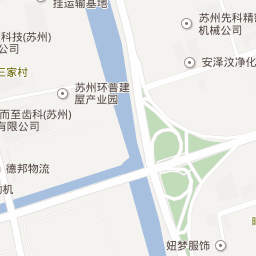 挂运输基地
苏州先科精
机械公司
科技(苏州)
公司
安泽汶净化
三家村
苏州环普建
屋产业园
而至齿科(苏州)
有限公司
德邦物流
机
妞梦服饰